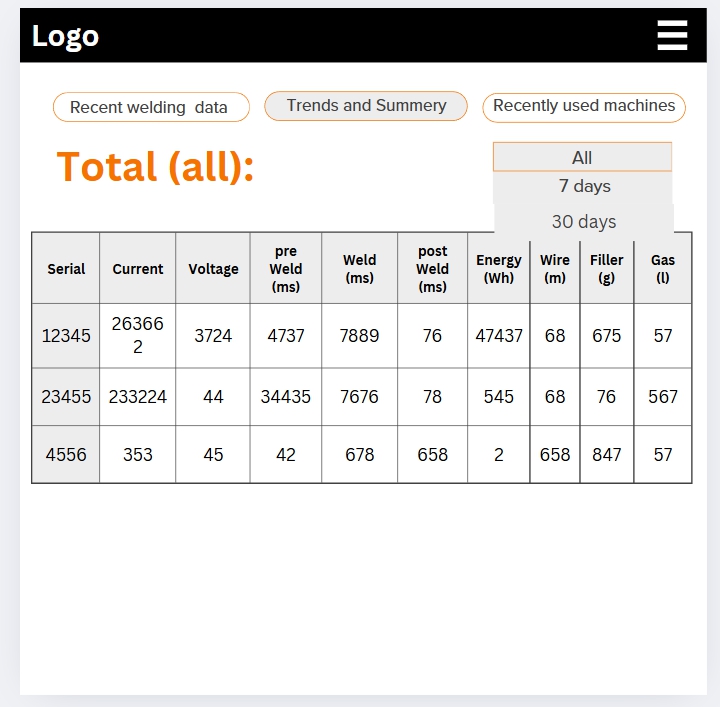 Logo
Recent welding data
Trends and Summery
Recently used machines
Total (all):
All
7 days
30 days
Serial Current Voltage pre Weld (ms) Weld (ms) post Weld (ms) Energy (Wh) Wire (m) Filler (g) Gas (l)
12345 263662 3724 4737 7889 76 47437 68 675 57
23455 233224 44 34435 7676 78 545 68 76 567
4556 353 45 42 678 658 2 658 847 57